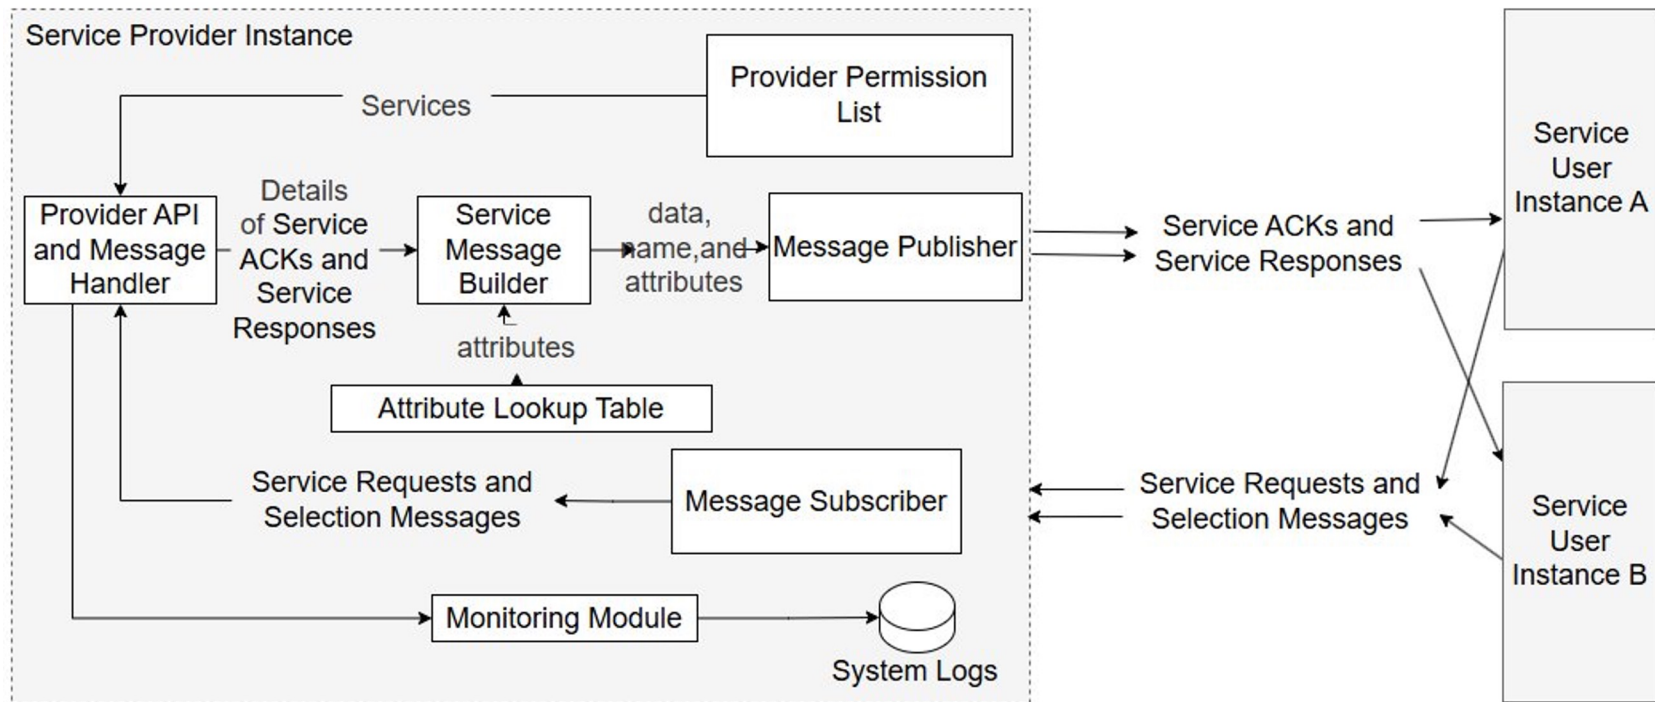 Service Provider Instance
Provider Permission
List
Services
Provider API
and Message
Handler
Details
of Service
ACKs and
Service
Responses
Service
Message
Builder
data,
name,and
attributes
Message Publisher
attributes
Attribute Lookup Table
Service Requests and
Selection Messages
Message Subscriber
Monitoring Module
System Logs
Service ACKs and
Service Responses
Service Requests and
Selection Messages
Service
User
Instance A
Service
User
Instance B